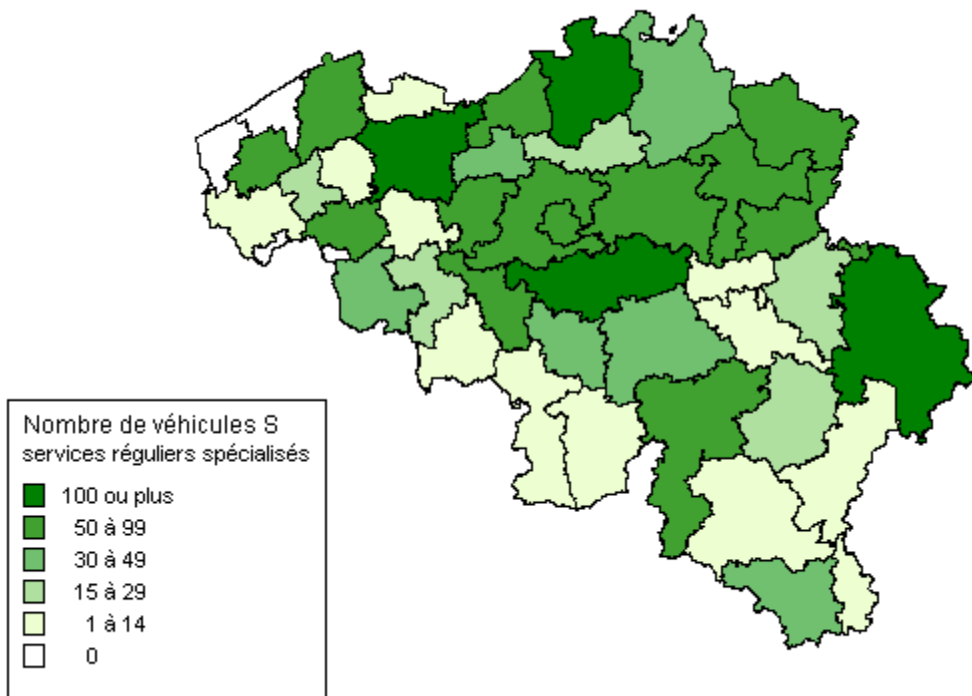 Nombre de véhicules S
services réguliers spécialisés
100 ou plus
50 à 99
30 à 49
15 à 29
1 à 14
0